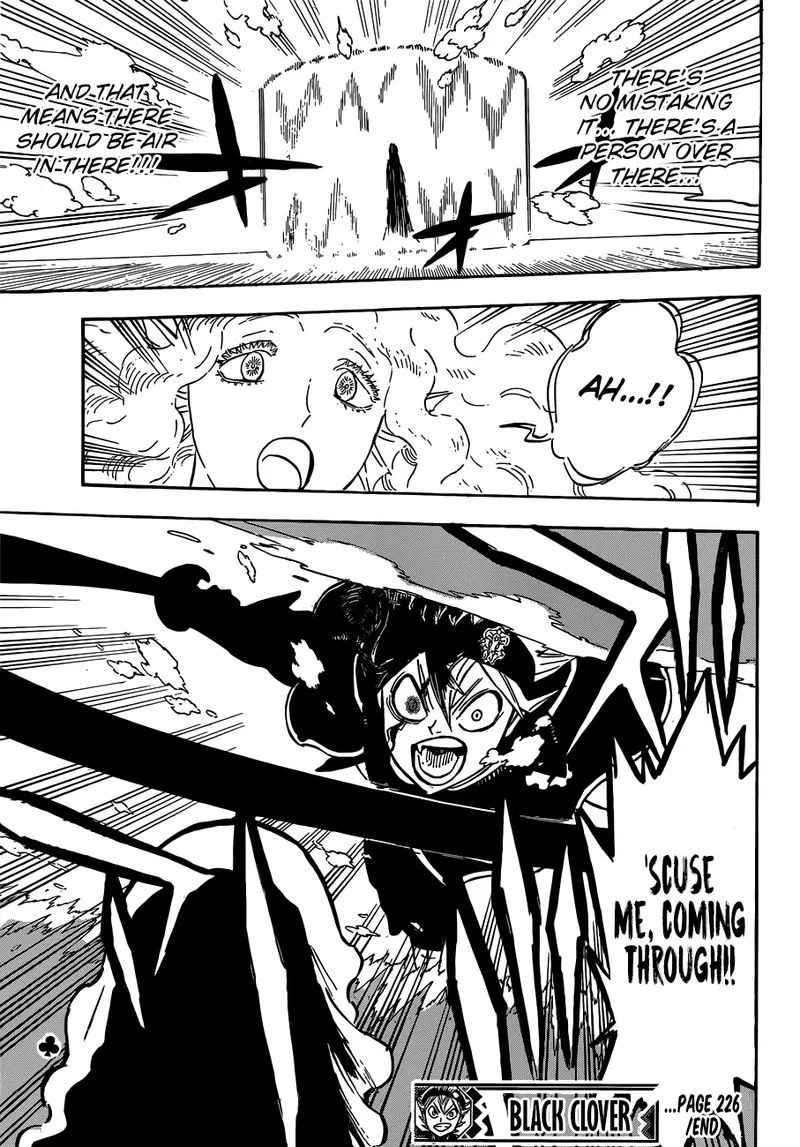 THERE'S
NO MISTAKING
IT... THERE'S A
PERSON OVER
THERE...
AND THAT
MEANS THERE
SHOULD BE AIR
IN THERE!!!
AH...!!
'SCUSE
ME, COMING
THROUGH!!
BLACK CLOVER
...PAGE 226
/END